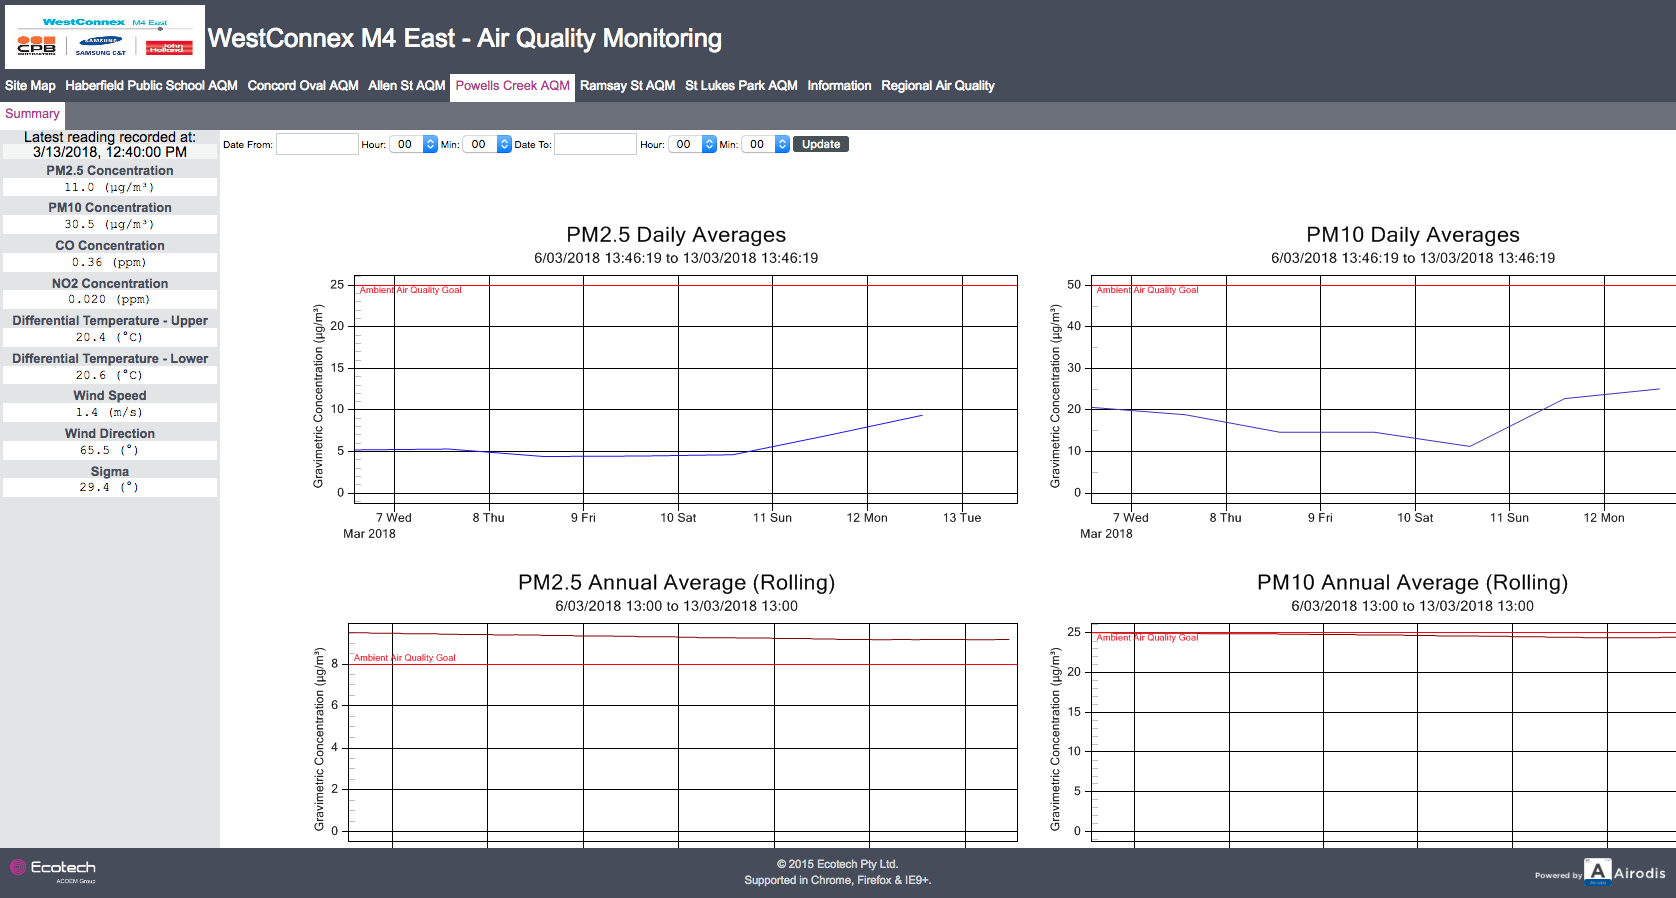 WestConnex M4 East
CPB
CONTRACTORS
SAMSUNG
SAMSUNG C&T
John Holland
WestConnex M4 East - Air Quality Monitoring
Site Map Haberfield Public School AQM Concord Oval AQM Allen St AQM Powells Creek AQM Ramsay St AQM St Lukes Park AQM Information Regional Air Quality
Summary
Latest reading recorded at:
3/13/2018, 12:40:00 PM
PM2.5 Concentration
11.0 (µg/m³)
PM10 Concentration
30.5 (µg/m³)
CO Concentration
0.36 (ppm)
NO2 Concentration
0.020 (ppm)
Differential Temperature - Upper
20.4 (°C)
Differential Temperature - Lower
20.6 (°C)
Wind Speed
1.4 (m/s)
Wind Direction
65.5 (°)
Sigma
29.4 (°)
Date From: Hour: 00 Min: 00 Date To: Hour: 00 Min: 00 Update
PM2.5 Daily Averages
6/03/2018 13:46:19 to 13/03/2018 13:46:19
Gravimetric Concentration (µg/m³)
25
Ambient Air Quality Goal
20
15
10
5
0
7 Wed 8 Thu 9 Fri 10 Sat 11 Sun 12 Mon 13 Tue
Mar 2018
PM10 Daily Averages
6/03/2018 13:46:19 to 13/03/2018 13:46:19
Gravimetric Concentration (µg/m³)
50
Ambient Air Quality Goal
40
30
20
10
0
7 Wed 8 Thu 9 Fri 10 Sat 11 Sun 12 Mon
Mar 2018
PM2.5 Annual Average (Rolling)
6/03/2018 13:00 to 13/03/2018 13:00
Gravimetric Concentration (µg/m³)
Ambient Air Quality Goal
8
6
4
2
0
PM10 Annual Average (Rolling)
6/03/2018 13:00 to 13/03/2018 13:00
Gravimetric Concentration (µg/m³)
25
Ambient Air Quality Goal
20
15
10
5
0
Ecotech
ACOEM Group
© 2015 Ecotech Pty Ltd.
Supported in Chrome, Firefox & IE9+.
Powered by A Airodis
Airodis